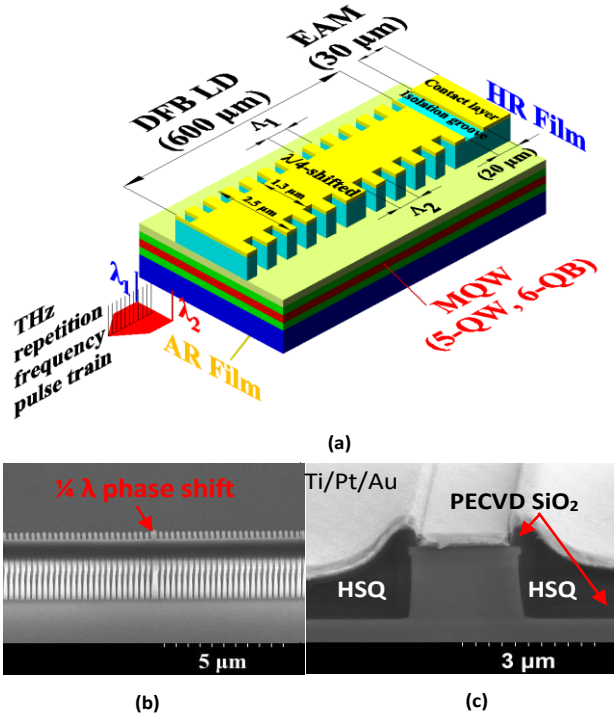 EAM
(30 µm)
DFB LD
(600 µm)
Contact layer
Isolation groove
HR Film
(20 µm)
Λ1
λ/4-shifted
1.3 µm
2.5 µm
Λ2
λ1
λ2
THz
repetition
frequency
pulse train
AR Film
MQW
(5-QW , 6-QB)
(a)
¼ λ phase shift
5 µm
(b)
Ti/Pt/Au
PECVD SiO₂
HSQ
HSQ
3 µm
(c)